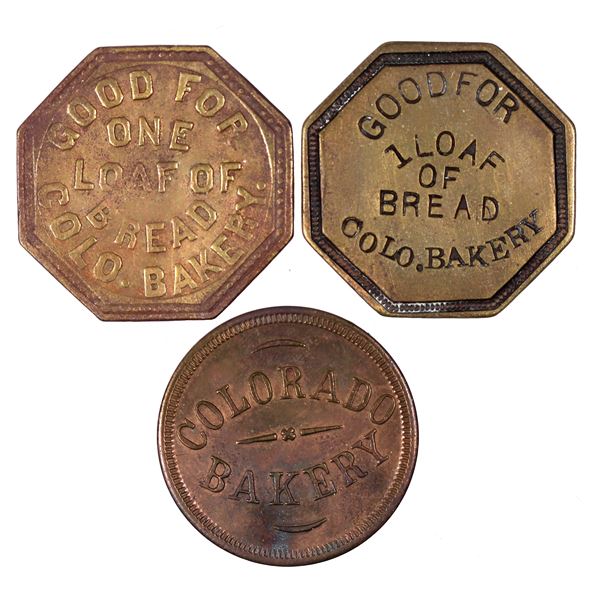 GOOD FOR
ONE
LOAF OF
BREAD
COLO. BAKERY.
GOOD FOR
1 LOAF
OF
BREAD
COLO. BAKERY
COLORADO
BAKERY